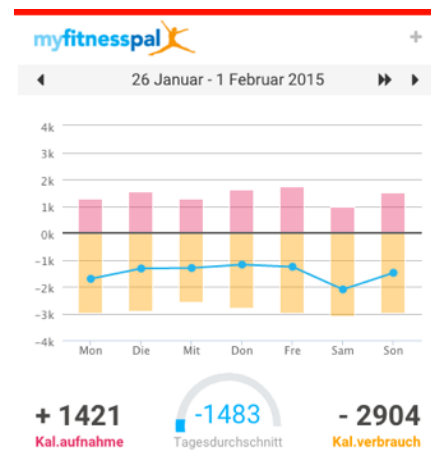 myfitnesspal
26 Januar - 1 Februar 2015
4k
3k
2k
1k
0k
-1k
-2k
-3k
-4k
Mon Die Mit Don Fre Sam Son
+ 1421 -1483 - 2904
Kal.aufnahme Tagesdurchschnitt Kal.verbrauch